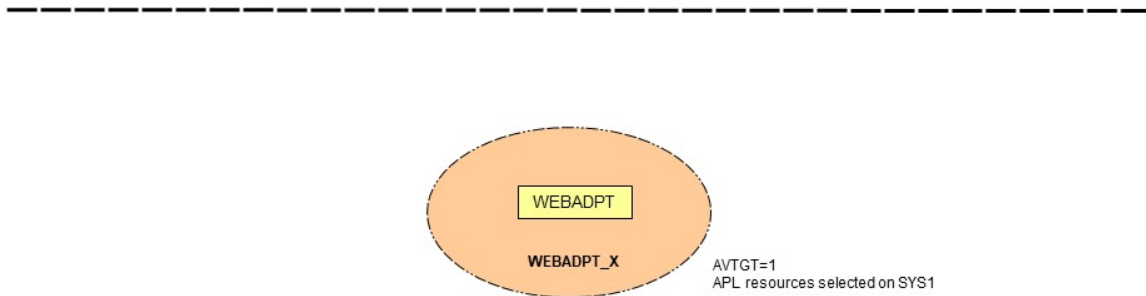 WEBADPT
WEBADPT_X
AVTGT=1
APL resources selected on SYS1